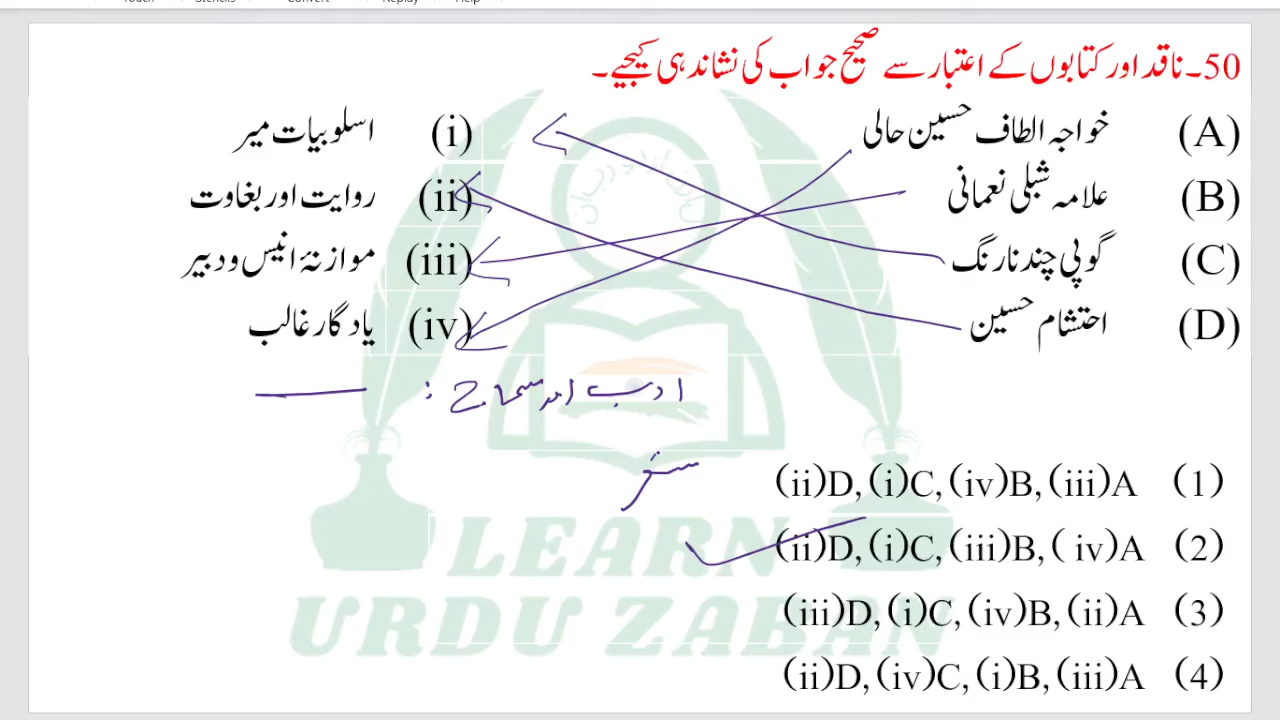 50۔ناقد اور کتابوں کے اعتبار سے صحیح جواب کی نشاندہی کیجیے۔
(A) خواجہ الطاف حسین حالی (i) اسلوبیات میر
(B) علامہ شبلی نعمانی (ii) روایت اور بغاوت
(C) گوپی چند نارنگ (iii) موازنۂ انیس و دبیر
(D) احتشام حسین (iv) یادگار غالب
ادب اور سماج :
(1) (ii)D, (i)C, (iv)B, (iii)A
(2) (ii)D, (i)C, (iii)B, ( iv)A
(3) (iii)D, (i)C, (iv)B, (ii)A
(4) (ii)D, (iv)C, (i)B, (iii)A
LEARN
URDU ZABAN